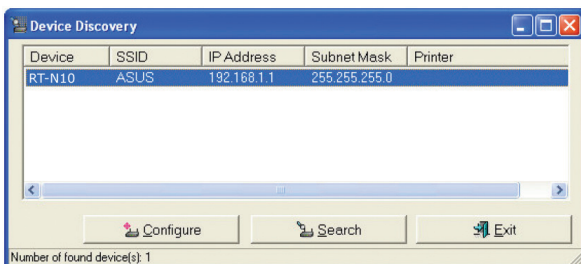 Device Discovery
Device SSID IP Address Subnet Mask Printer
RT-N10 ASUS 192.168.1.1 255.255.255.0
Configure Search Exit
Number of found device(s): 1